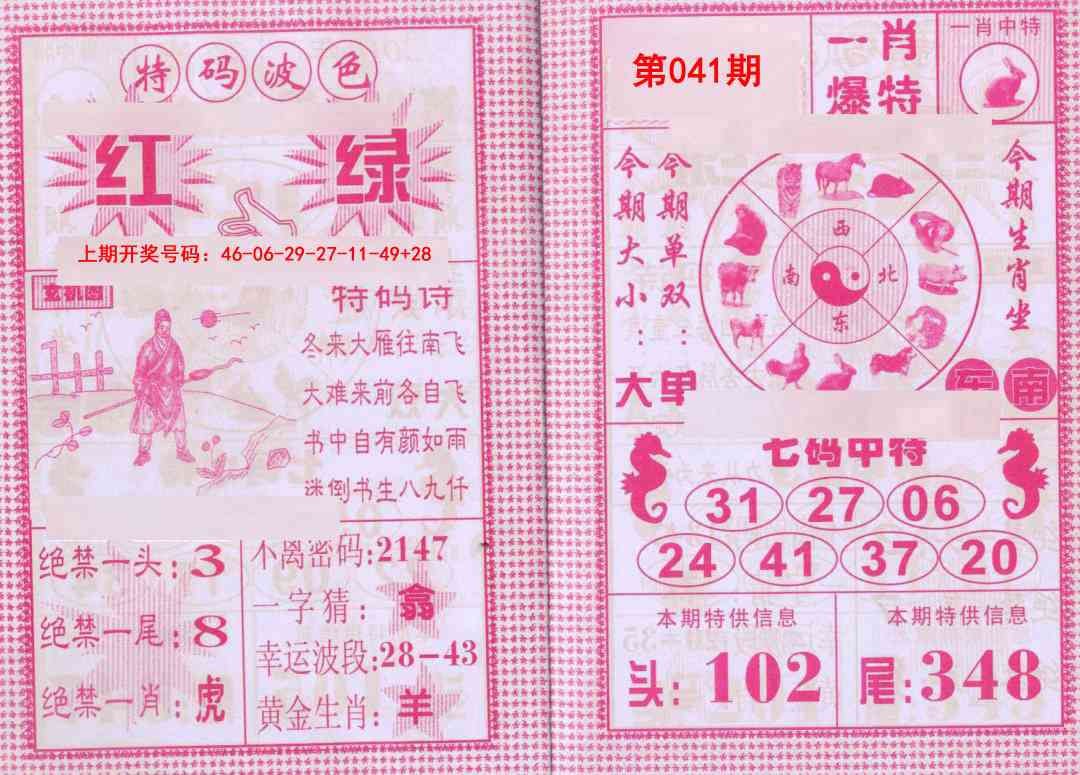 特码波色
红 绿
上期开奖号码：46-06-29-27-11-49+28
玄机图
特码诗
冬来大雁往南飞
大难来前各自飞
书中自有颜如雨
迷倒书生八九仟
绝禁一头：3
绝禁一尾：8
绝禁一肖：虎
不离密码：2147
一字猜：翕
幸运波段：28-43
黄金生肖：羊
第041期
一肖
爆特
一肖中特
今期大小：大
今期单双：单
西
南 北
东
今期生肖坐
东南
七码中特
31 27 06
24 41 37 20
本期特供信息
头：102
本期特供信息
尾：348